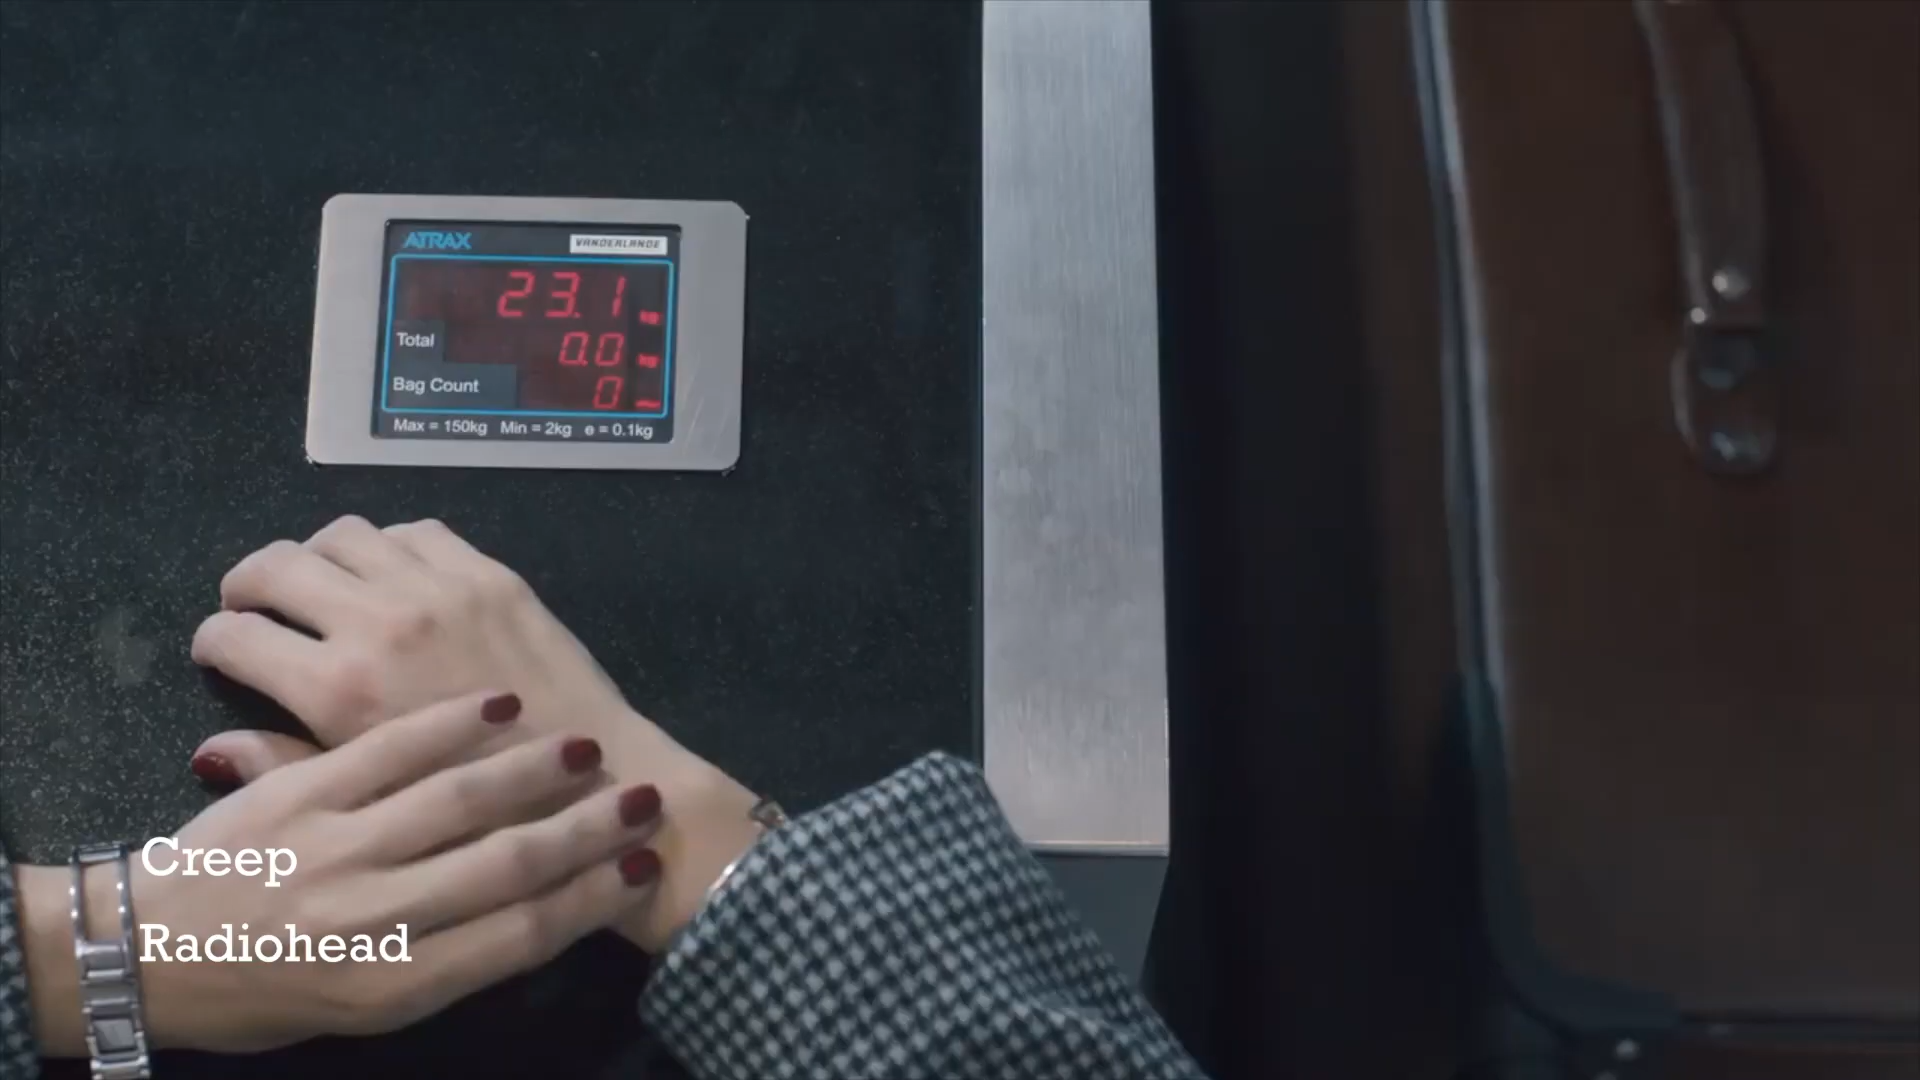 ATRAX VANDERLANDE
23.1 kg
Total 0.0 kg
Bag Count 0
Max = 150kg Min = 2kg e = 0.1kg
Creep
Radiohead